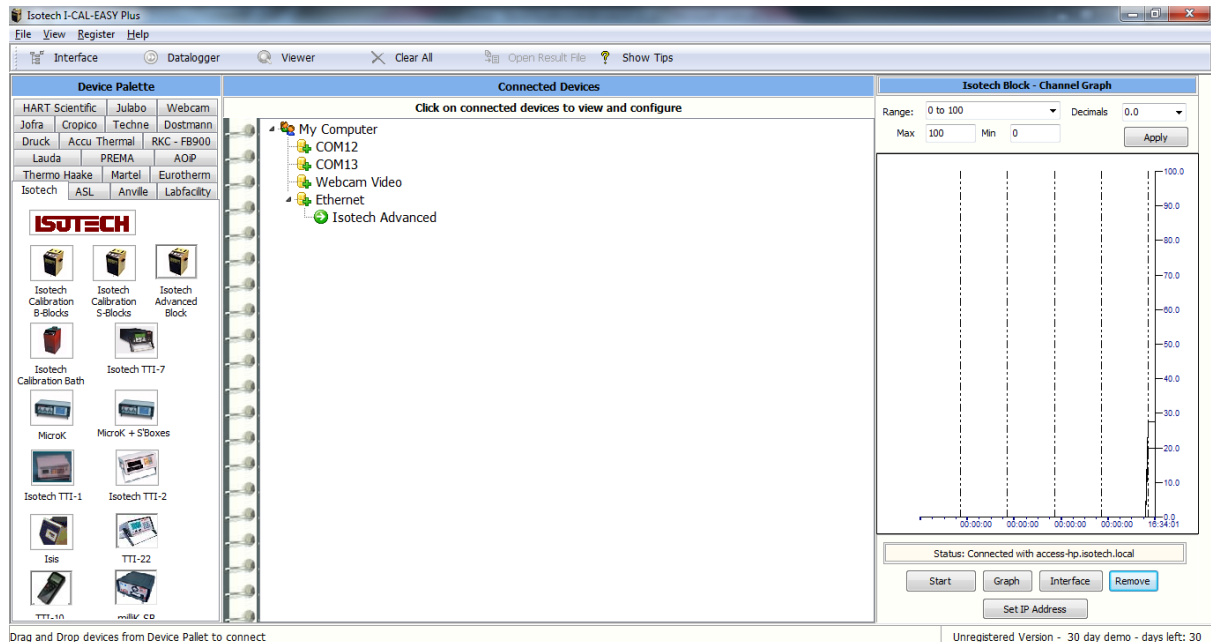 Isotech I-CAL-EASY Plus
File View Register Help
Interface Datalogger Viewer Clear All Open Result File ? Show Tips
Device Palette
HART Scientific Julabo Webcam
Jofra Cropico Techne Dostmann
Druck Accu Thermal RKC - FB900
Lauda PREMA AOiP
Thermo Haake Martel Eurotherm
Isotech ASL Anville Labfacility
ISOTECH
Isotech Calibration B-Blocks
Isotech Calibration S-Blocks
Isotech Advanced Block
Isotech Calibration Bath
Isotech TTI-7
MicroK
MicroK + S'Boxes
Isotech TTI-1
Isotech TTI-2
Isis
TTI-22
TTI-10
milliK SB
Connected Devices
Click on connected devices to view and configure
My Computer
COM12
COM13
Webcam Video
Ethernet
Isotech Advanced
Isotech Block - Channel Graph
Range: 0 to 100 Decimals 0.0
Max 100 Min 0 Apply
100.0
90.0
80.0
70.0
60.0
50.0
40.0
30.0
20.0
10.0
0.0
00:00:00 00:00:00 00:00:00 00:00:00 16:34:01
Status: Connected with access-hp.isotech.local
Start Graph Interface Remove
Set IP Address
Drag and Drop devices from Device Pallet to connect
Unregistered Version - 30 day demo - days left: 30